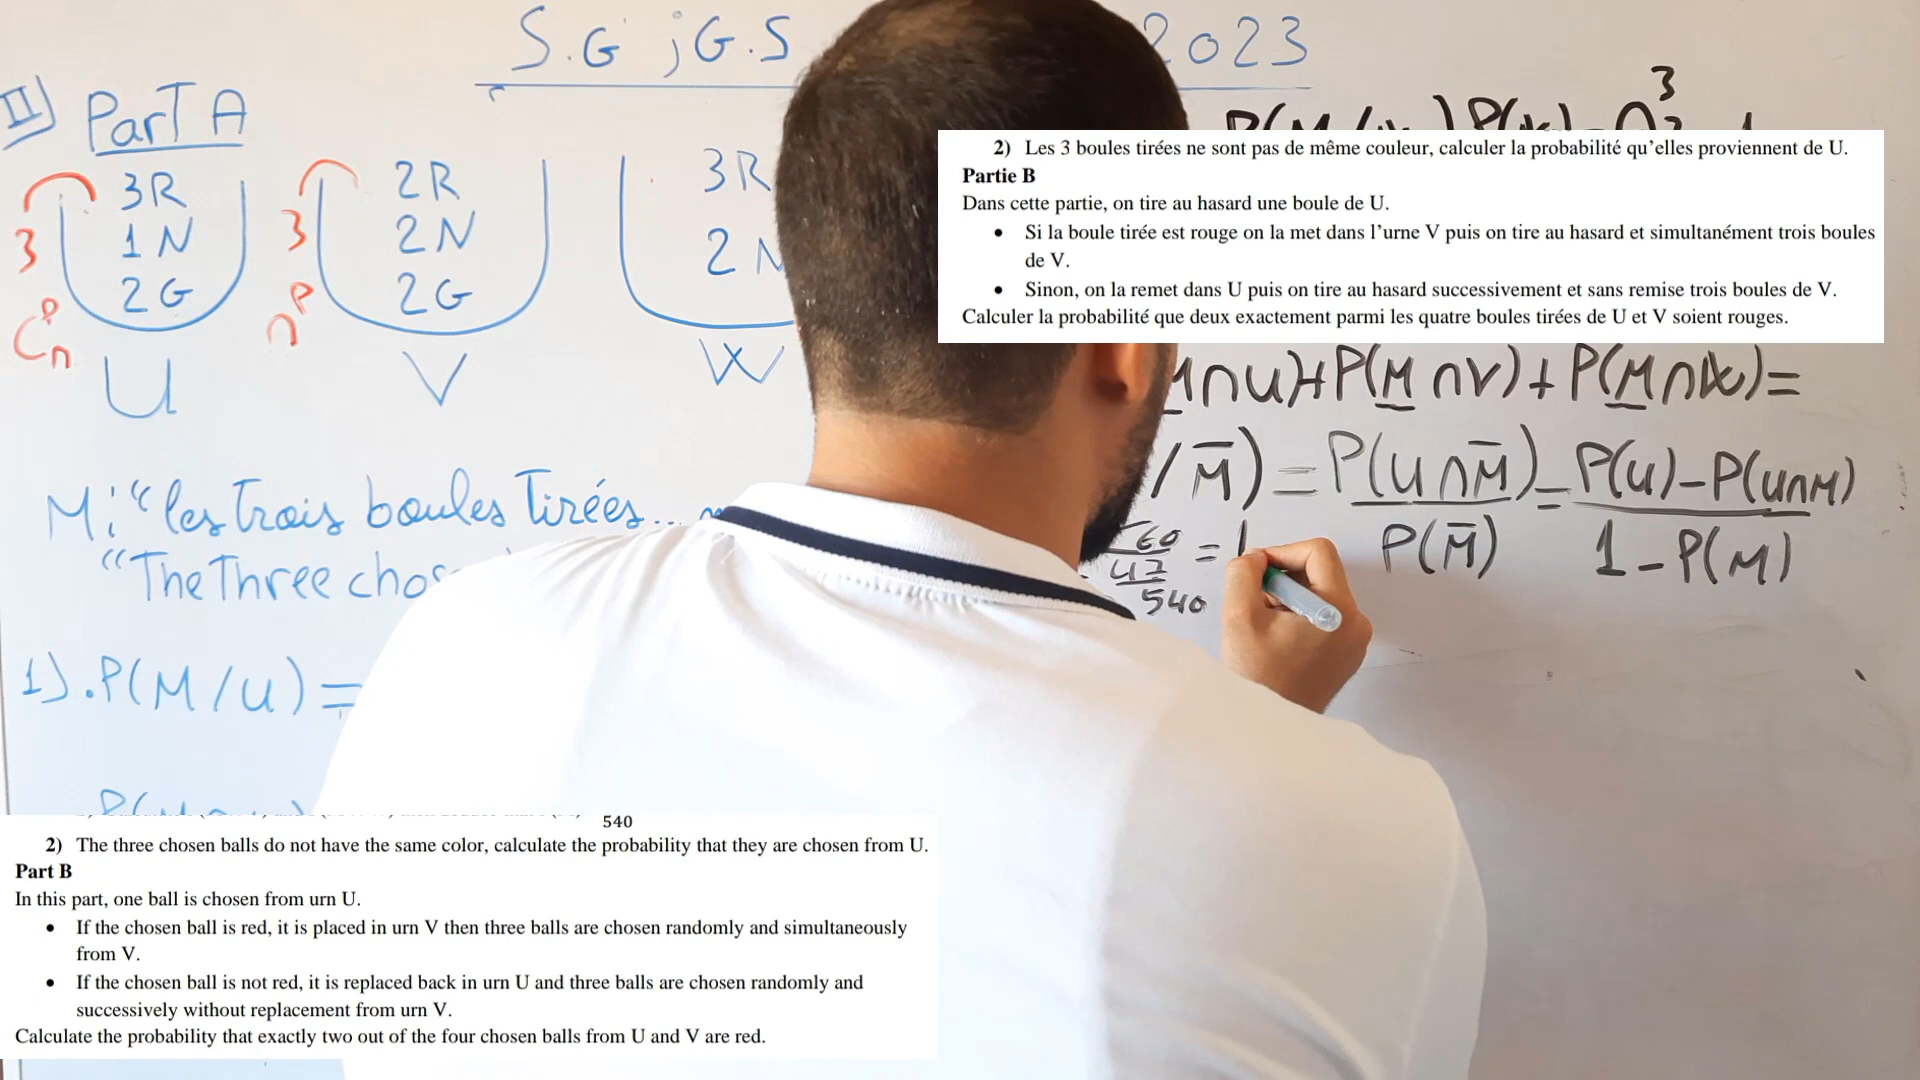 S.G ; G.S 2023
II) Part A
3R
1N
2G
3
C_n^P
U
2R
2N
2G
3
n^P
V
3R
2N
W
M: "les trois boules tirées...
"The three chos
1). P(M/U) =
P(M/W) P(W) =
2) Les 3 boules tirées ne sont pas de même couleur, calculer la probabilité qu'elles proviennent de U.
Partie B
Dans cette partie, on tire au hasard une boule de U.
• Si la boule tirée est rouge on la met dans l'urne V puis on tire au hasard et simultanément trois boules
de V.
• Sinon, on la remet dans U puis on tire au hasard successivement et sans remise trois boules de V.
Calculer la probabilité que deux exactement parmi les quatre boules tirées de U et V soient rouges.
M∩U)+P(M∩V)+P(M∩W)=
/M̄) = P(U∩M̄) = P(U)-P(U∩M)
P(M̄) 1-P(M)
60
47
540
=
540
2) The three chosen balls do not have the same color, calculate the probability that they are chosen from U.
Part B
In this part, one ball is chosen from urn U.
• If the chosen ball is red, it is placed in urn V then three balls are chosen randomly and simultaneously
from V.
• If the chosen ball is not red, it is replaced back in urn U and three balls are chosen randomly and
successively without replacement from urn V.
Calculate the probability that exactly two out of the four chosen balls from U and V are red.